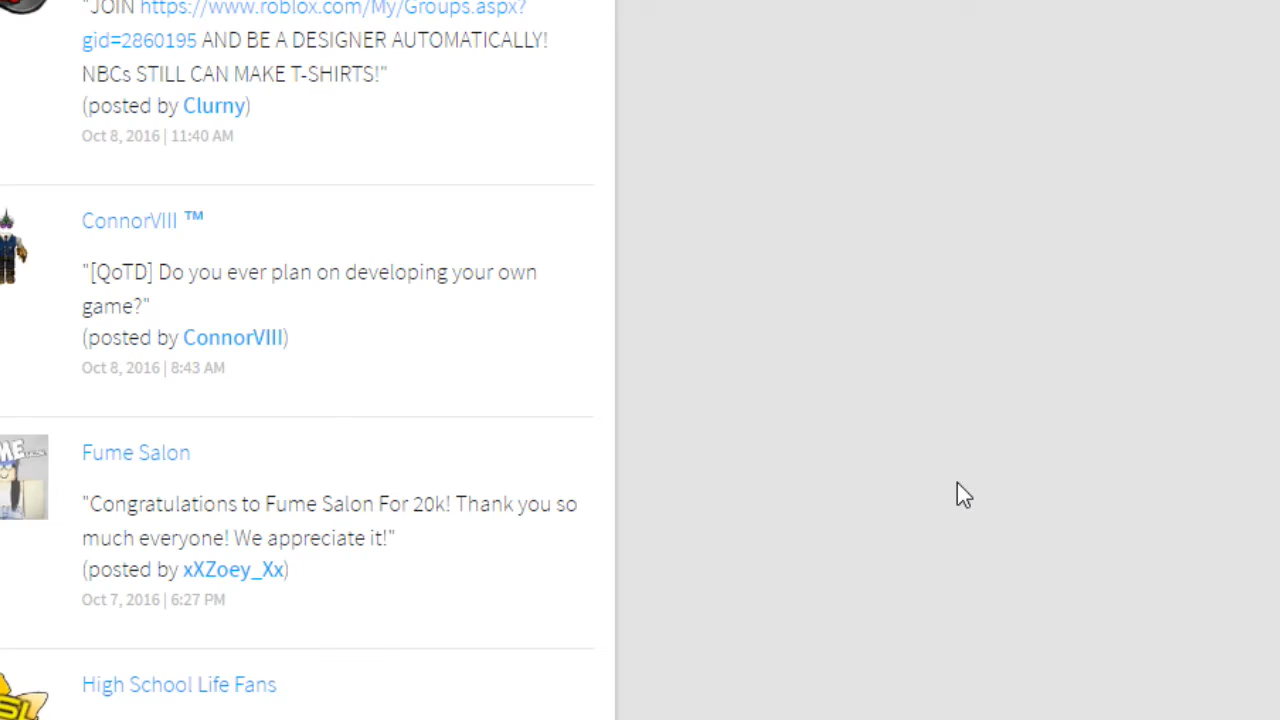 "JOIN https://www.roblox.com/My/Groups.aspx?
gid=2860195 AND BE A DESIGNER AUTOMATICALLY!
NBCs STILL CAN MAKE T-SHIRTS!"
(posted by Clurny)
Oct 8, 2016 | 11:40 AM
ConnorVIII ™
"[QoTD] Do you ever plan on developing your own
game?"
(posted by ConnorVIII)
Oct 8, 2016 | 8:43 AM
Fume Salon
"Congratulations to Fume Salon For 20k! Thank you so
much everyone! We appreciate it!"
(posted by xXZoey_Xx)
Oct 7, 2016 | 6:27 PM
High School Life Fans